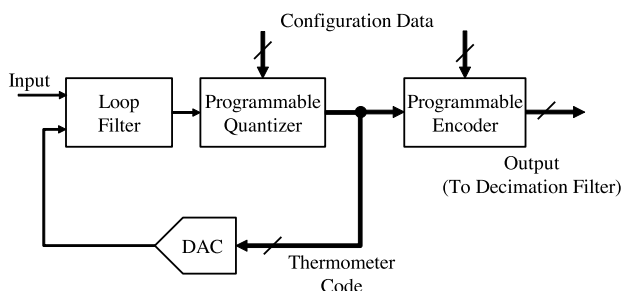 Configuration Data
Input
Loop
Filter
Programmable
Quantizer
Programmable
Encoder
Output
(To Decimation Filter)
DAC
Thermometer
Code